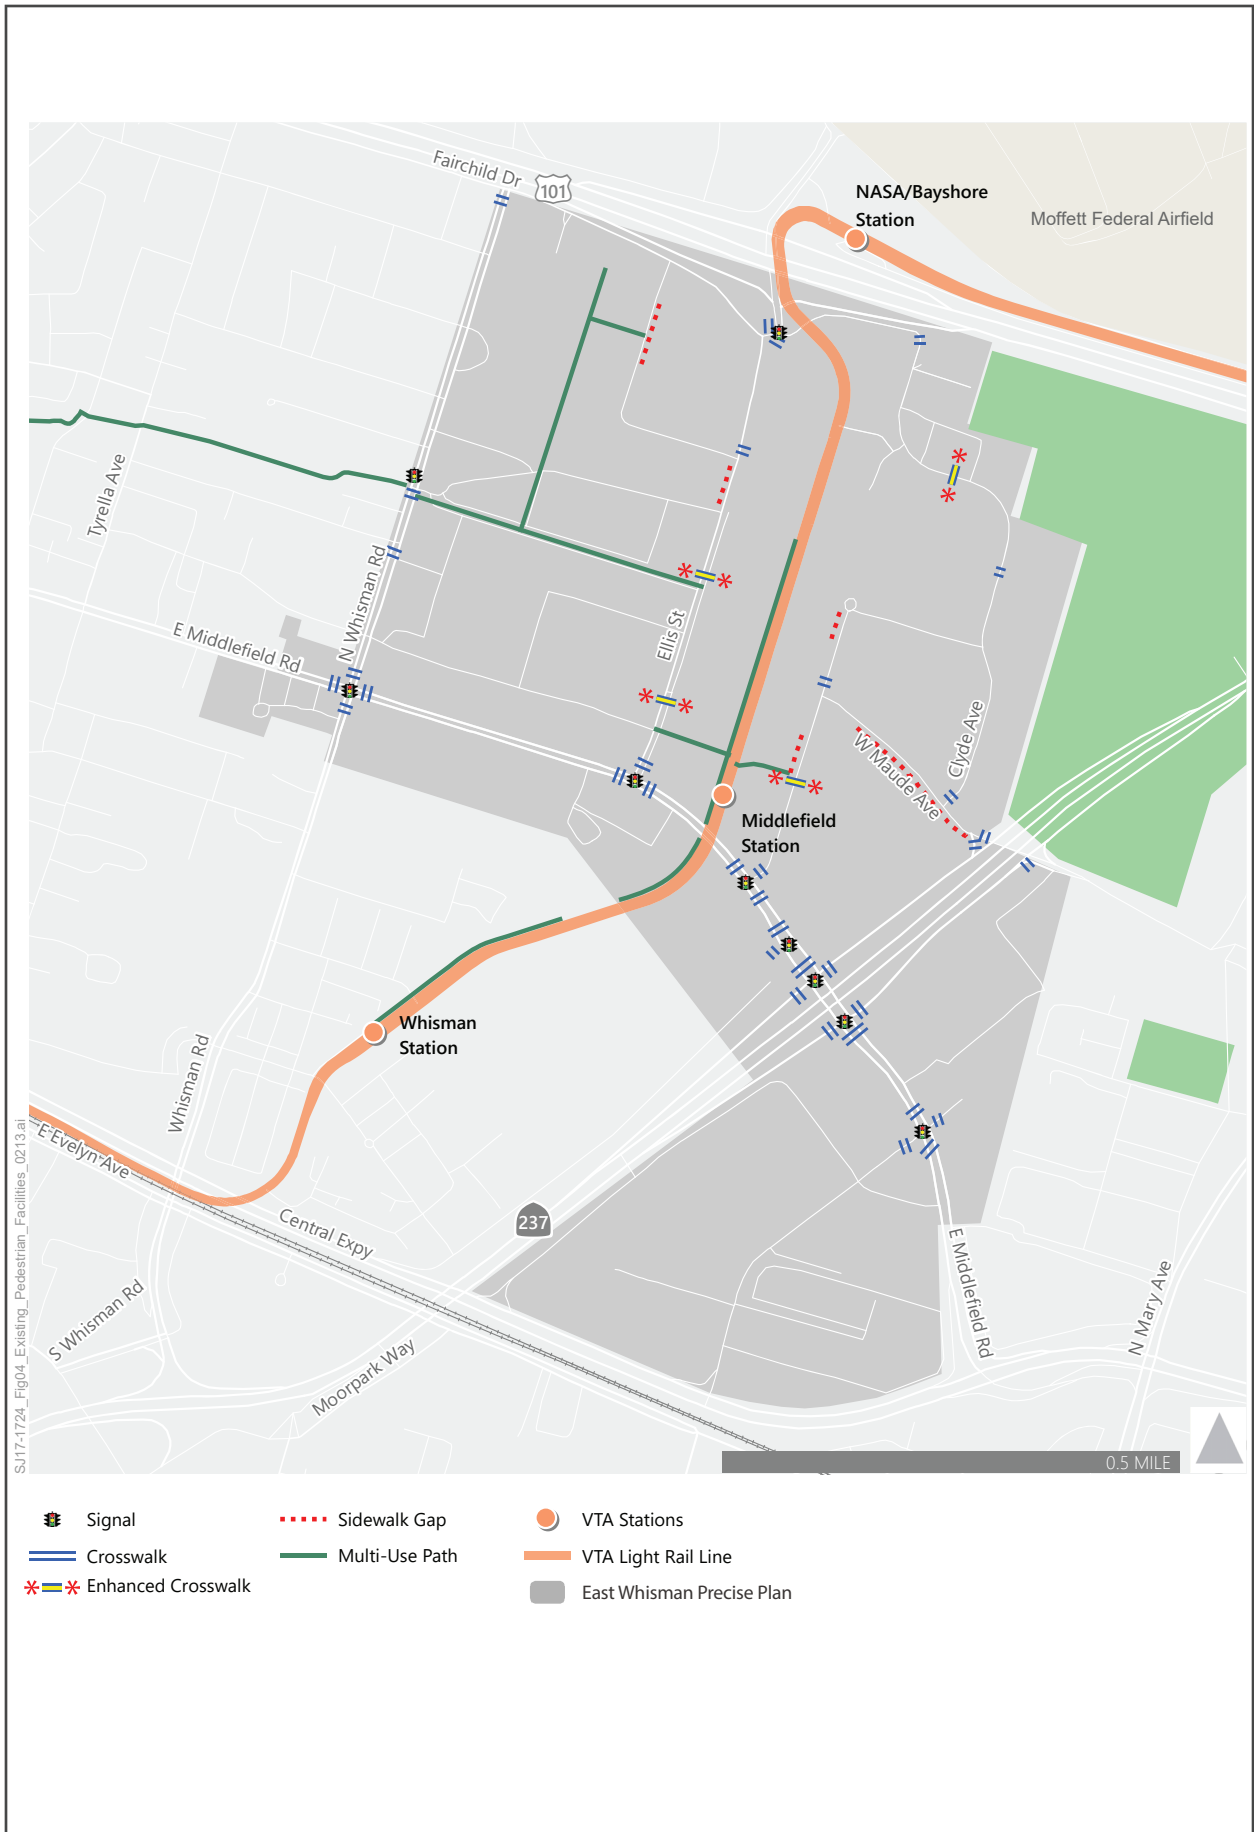 Fairchild Dr
101
NASA/Bayshore
Station
Moffett Federal Airfield
Tyrella Ave
N Whisman Rd
E Middlefield Rd
Ellis St
W Maude Ave
Clyde Ave
Middlefield
Station
Whisman
Station
Whisman Rd
E Evelyn Ave
Central Expy
237
S Whisman Rd
Moorpark Way
E Middlefield Rd
N Mary Ave
0.5 MILE
SJ17-1724_Fig04_Existing_Pedestrian_Facilities_0213.ai
Signal
Crosswalk
Enhanced Crosswalk
Sidewalk Gap
Multi-Use Path
VTA Stations
VTA Light Rail Line
East Whisman Precise Plan